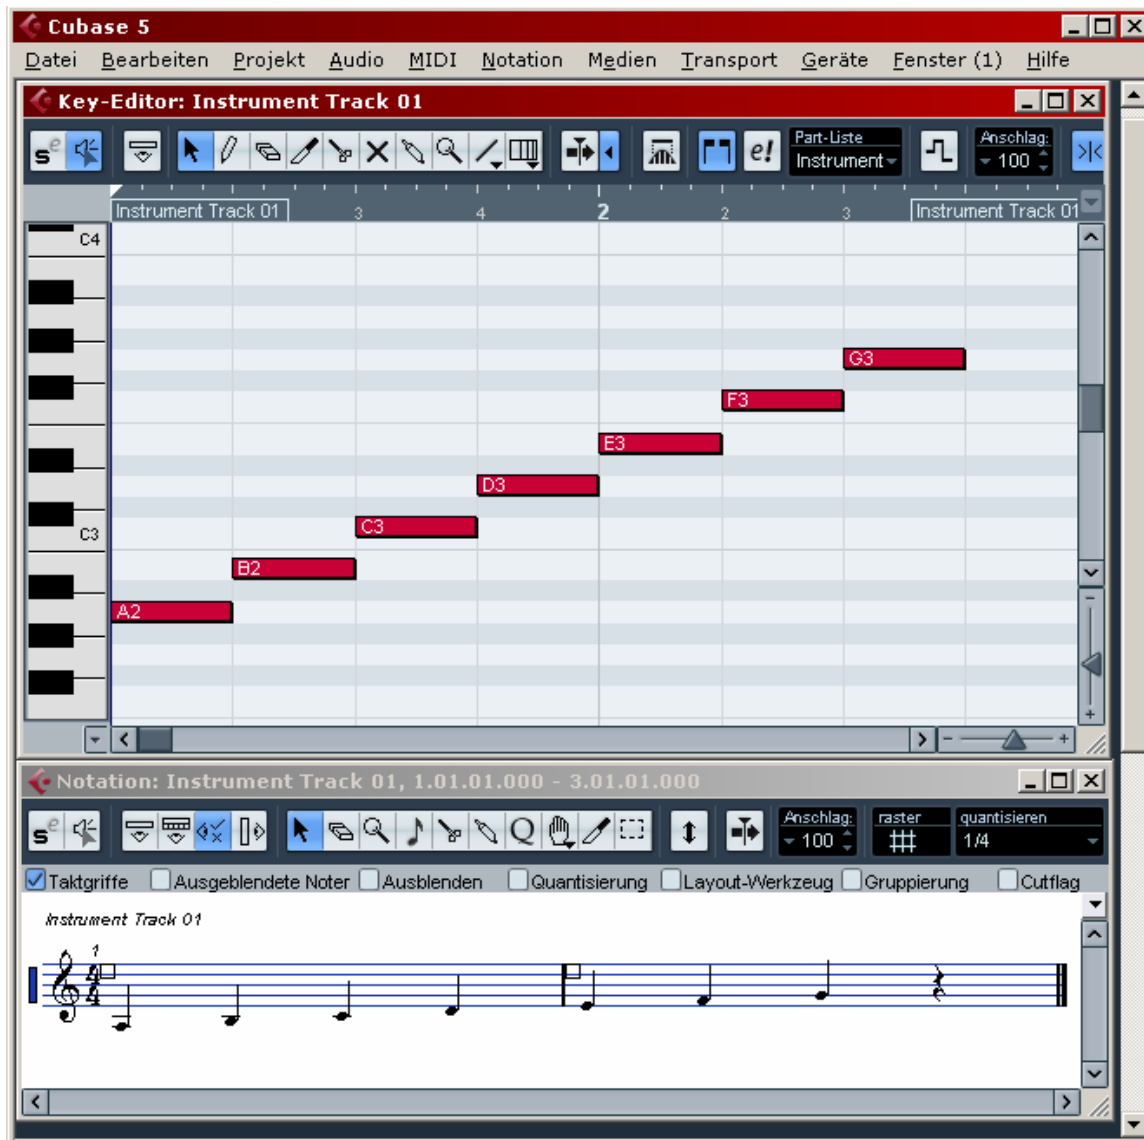 Cubase 5
Datei Bearbeiten Projekt Audio MIDI Notation Medien Transport Geräte Fenster (1) Hilfe
Key-Editor: Instrument Track 01
Part-Liste Anschlag:
Instrument 100
Instrument Track 01 3 4 2 2 3 Instrument Track 01
C4
G3
F3
E3
D3
C3
C3
B2
A2
Notation: Instrument Track 01, 1.01.01.000 - 3.01.01.000
Anschlag: raster quantisieren
100 1/4
Taktgriffe Ausgeblendete Noter Ausblenden Quantisierung Layout-Werkzeug Gruppierung Cutflag
Instrument Track 01
1
4
4